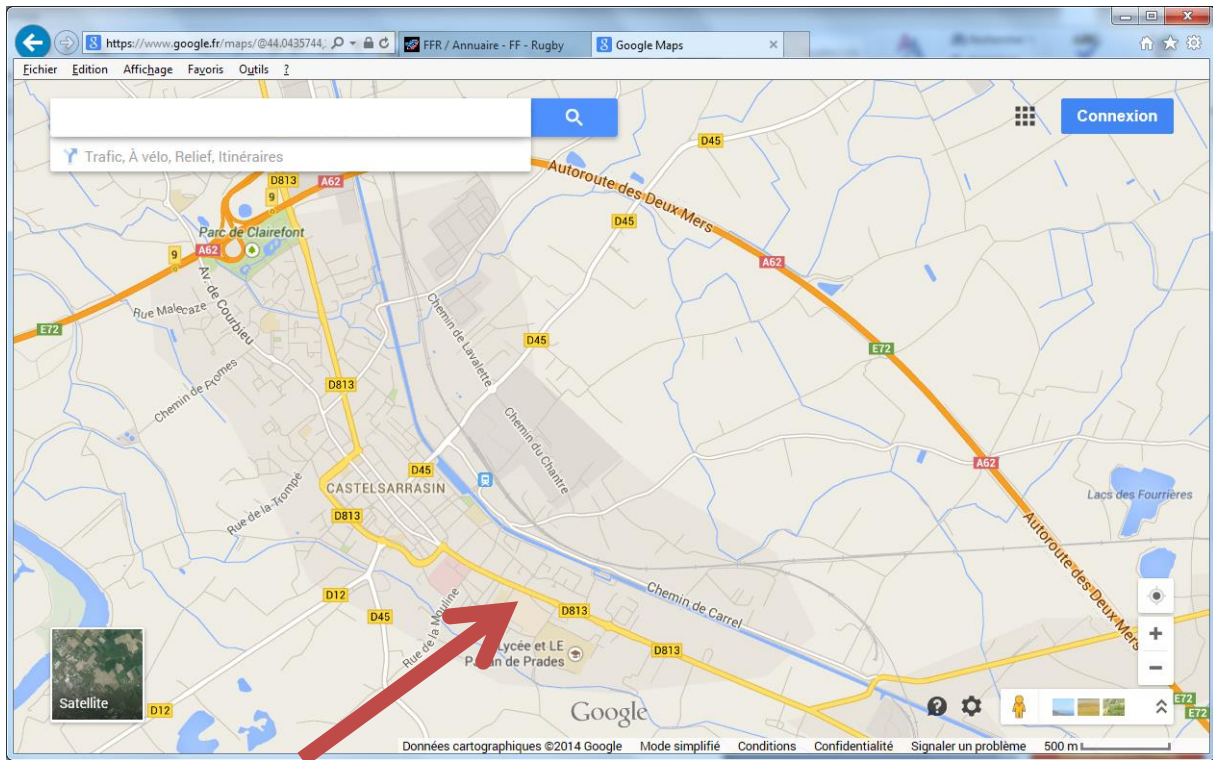 https://www.google.fr/maps/@44.0435744,
FFR / Annuaire - FF - Rugby
Google Maps
Fichier Edition Affichage Favoris Outils ?
Connexion
Trafic, À vélo, Relief, Itinéraires
D45
Autoroute des Deux Mers
D813
A62
9
Parc de Clairefont
D45
9
A62
A62
Av. de Courbieu
Rue Malecaze
Chemin de Lavalette
E72
D45
E72
Chemin de Fromes
D813
Chemin du Chantre
D45
A62
CASTELSARRASIN
Lacs des Fourrières
Rue de la Trompe
D813
Autoroute des Deux Mers
D12
Chemin de Carrel
D45
Rue de la Mouline
D813
Lycée et LE
de Prades
D813
Satellite
D12
Google
E72
E72
Données cartographiques ©2014 Google Mode simplifié Conditions Confidentialité Signaler un problème 500 m